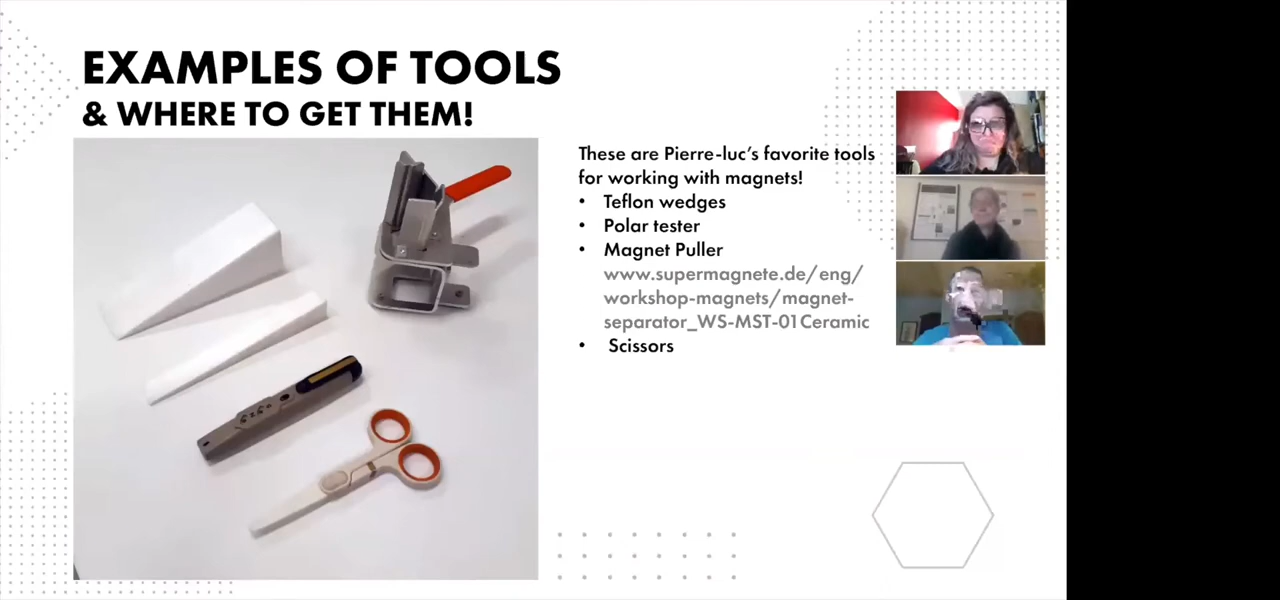 EXAMPLES OF TOOLS
& WHERE TO GET THEM!
These are Pierre-luc's favorite tools
for working with magnets!
• Teflon wedges
• Polar tester
• Magnet Puller
www.supermagnete.de/eng/
workshop-magnets/magnet-
separator_WS-MST-01Ceramic
• Scissors